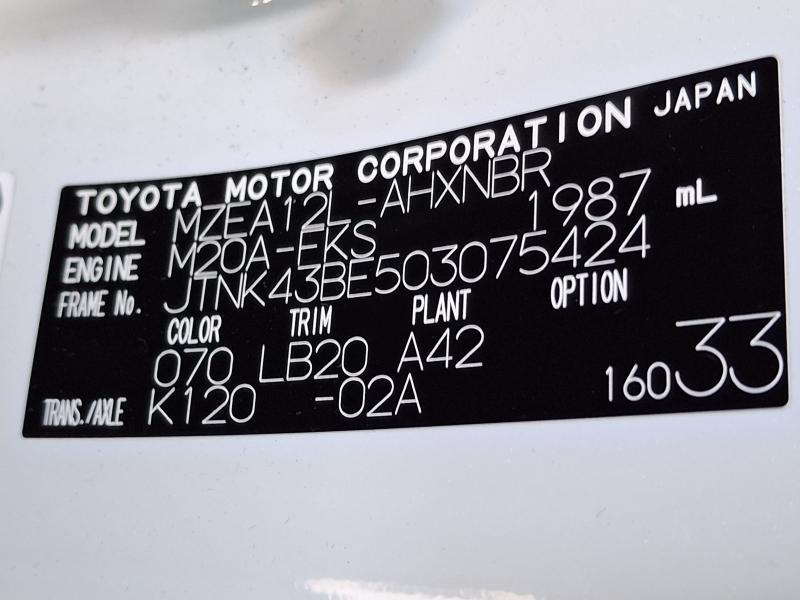 TOYOTA MOTOR CORPORATION JAPAN
MODEL MZEA12L-AHXNBR
ENGINE M20A-FKS 1987 mL
FRAME No. JTNK43BE503075424
COLOR TRIM PLANT OPTION
070 LB20 A42
TRANS./AXLE K120 -02A 16033